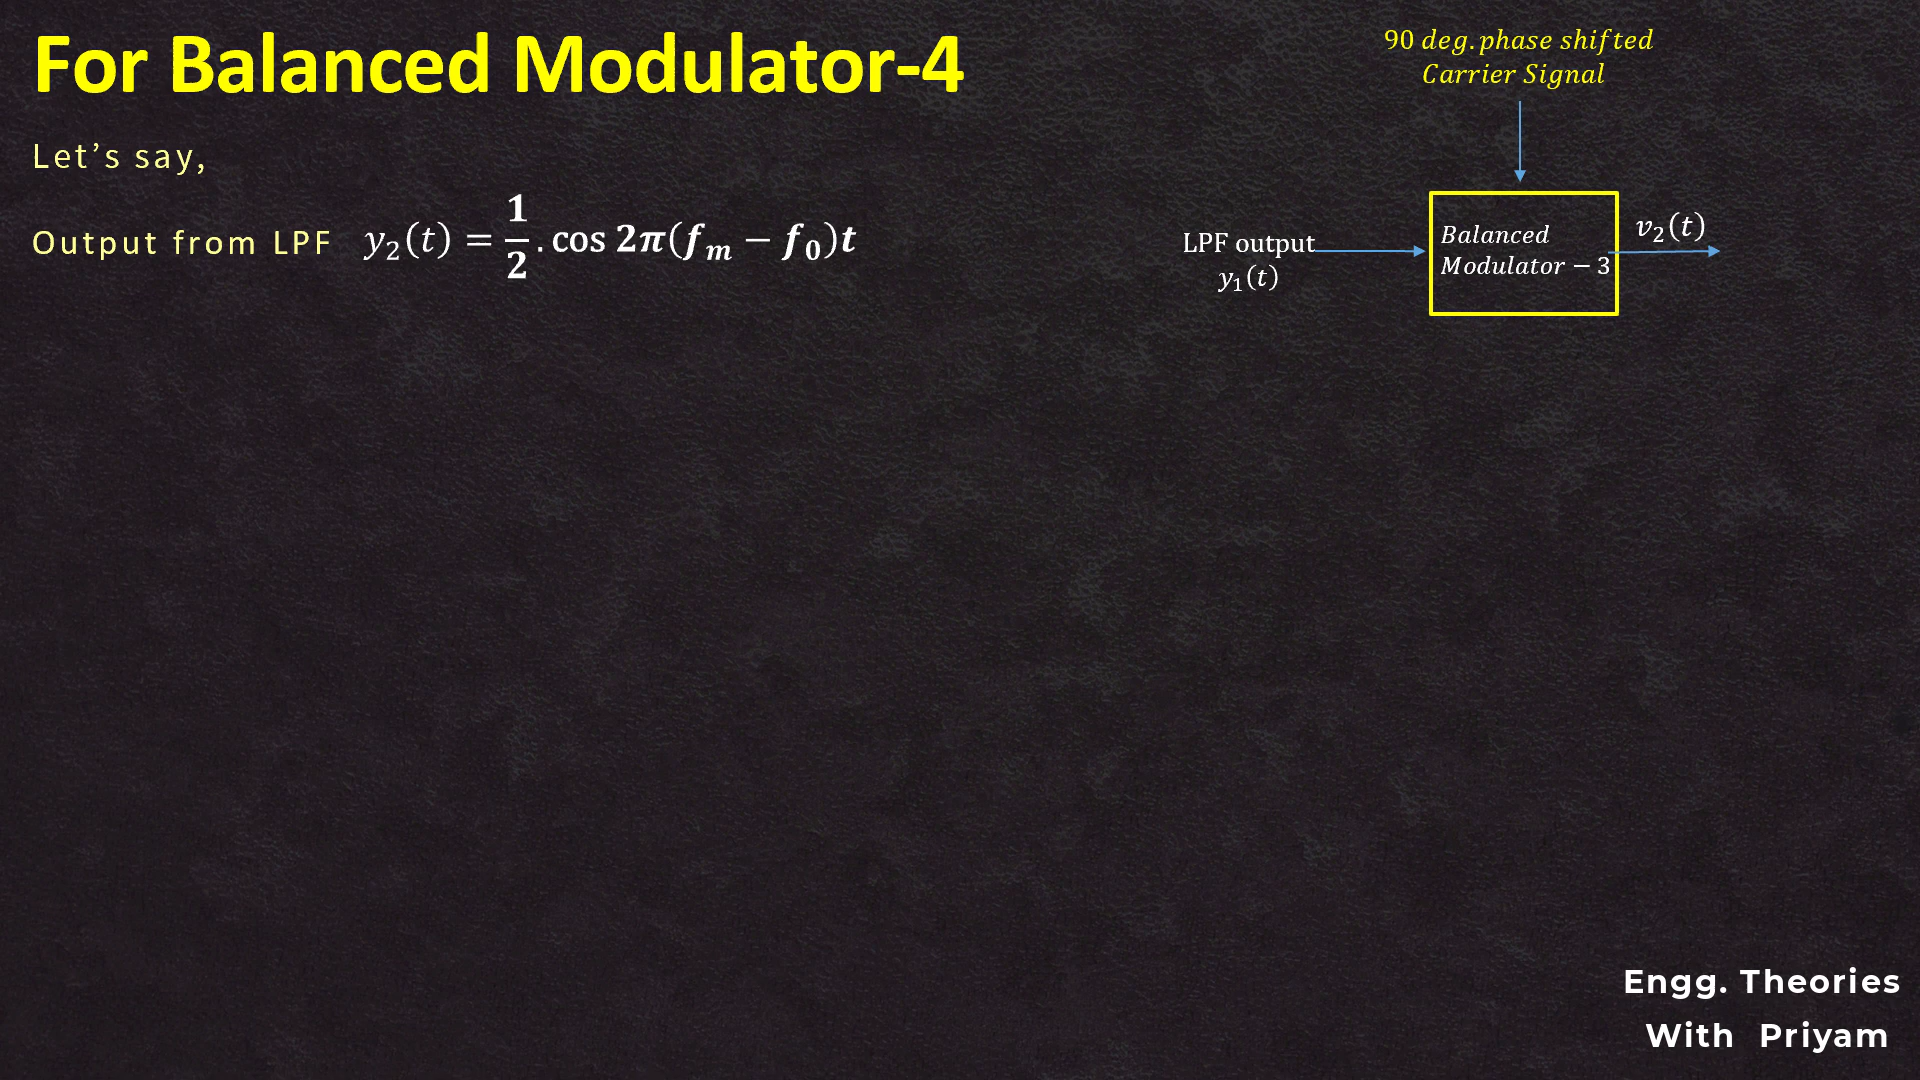 For Balanced Modulator-4
90 deg.phase shifted
Carrier Signal
Let’s say,
Output from LPF y₂(t) = 1/2 . cos 2π(fₘ − f₀)t
LPF output
y₁(t)
Balanced
Modulator − 3
v₂(t)
Engg. Theories
With Priyam